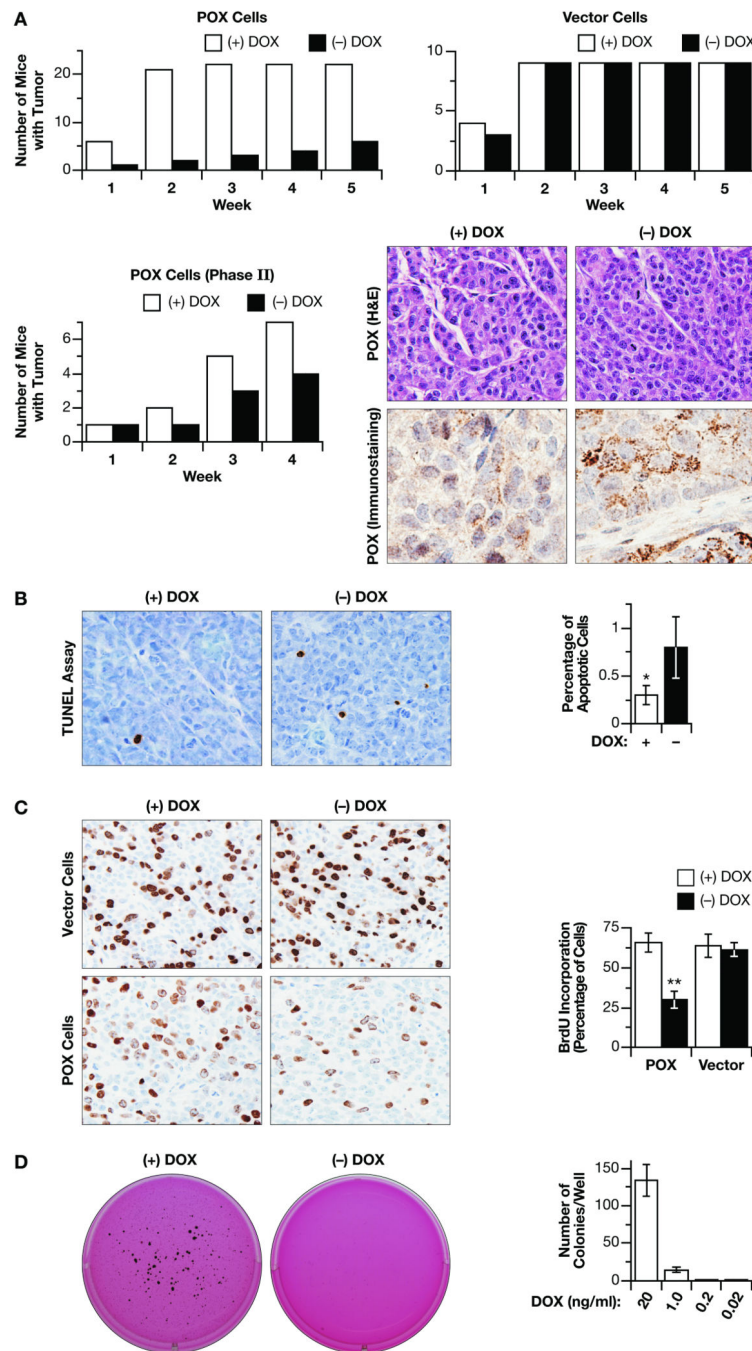 A
POX Cells
(+) DOX (−) DOX
Number of Mice
with Tumor
20
10
0
1 2 3 4 5
Week
Vector Cells
(+) DOX (−) DOX
10
5
0
1 2 3 4 5
Week
POX Cells (Phase II)
(+) DOX (−) DOX
Number of Mice
with Tumor
6
4
2
0
1 2 3 4
Week
(+) DOX (−) DOX
POX (H&E)
POX (Immunostaining)
B
(+) DOX (−) DOX
TUNEL Assay
Percentage of
Apoptotic Cells
1
0.5
0
*
DOX: + −
C
(+) DOX (−) DOX
Vector Cells
POX Cells
(+) DOX
(−) DOX
BrdU Incorporation
(Percentage of Cells)
75
50
25
0
**
POX Vector
D
(+) DOX (−) DOX
Number of
Colonies/Well
150
100
50
0
DOX (ng/ml): 20 1.0 0.2 0.02